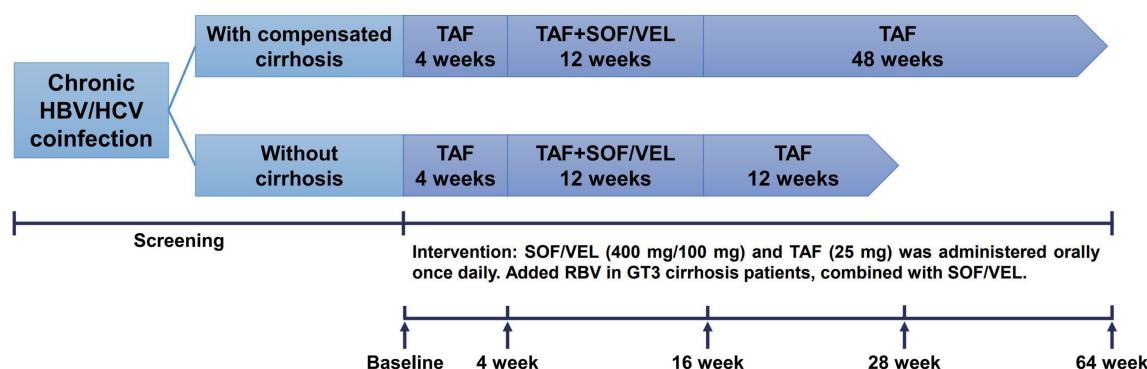 Chronic
HBV/HCV
coinfection
With compensated
cirrhosis
TAF
4 weeks
TAF+SOF/VEL
12 weeks
TAF
48 weeks
Without
cirrhosis
TAF
4 weeks
TAF+SOF/VEL
12 weeks
TAF
12 weeks
Screening
Intervention: SOF/VEL (400 mg/100 mg) and TAF (25 mg) was administered orally
once daily. Added RBV in GT3 cirrhosis patients, combined with SOF/VEL.
Baseline
4 week
16 week
28 week
64 week